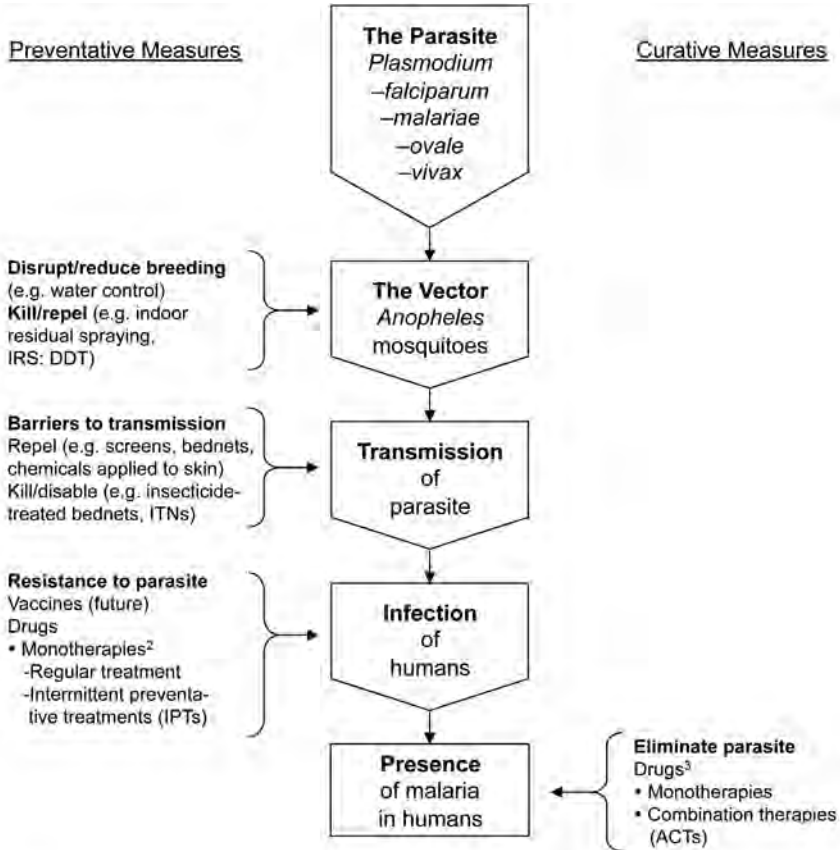 Preventative Measures
Curative Measures
The Parasite
Plasmodium
–falciparum
–malariae
–ovale
–vivax
Disrupt/reduce breeding
(e.g. water control)
Kill/repel (e.g. indoor
residual spraying,
IRS: DDT)
The Vector
Anopheles
mosquitoes
Barriers to transmission
Repel (e.g. screens, bednets,
chemicals applied to skin)
Kill/disable (e.g. insecticide-
treated bednets, ITNs)
Transmission
of
parasite
Resistance to parasite
Vaccines (future)
Drugs
• Monotherapies²
-Regular treatment
-Intermittent preventa-
tive treatments (IPTs)
Infection
of
humans
Presence
of malaria
in humans
Eliminate parasite
Drugs³
• Monotherapies
• Combination therapies
(ACTs)